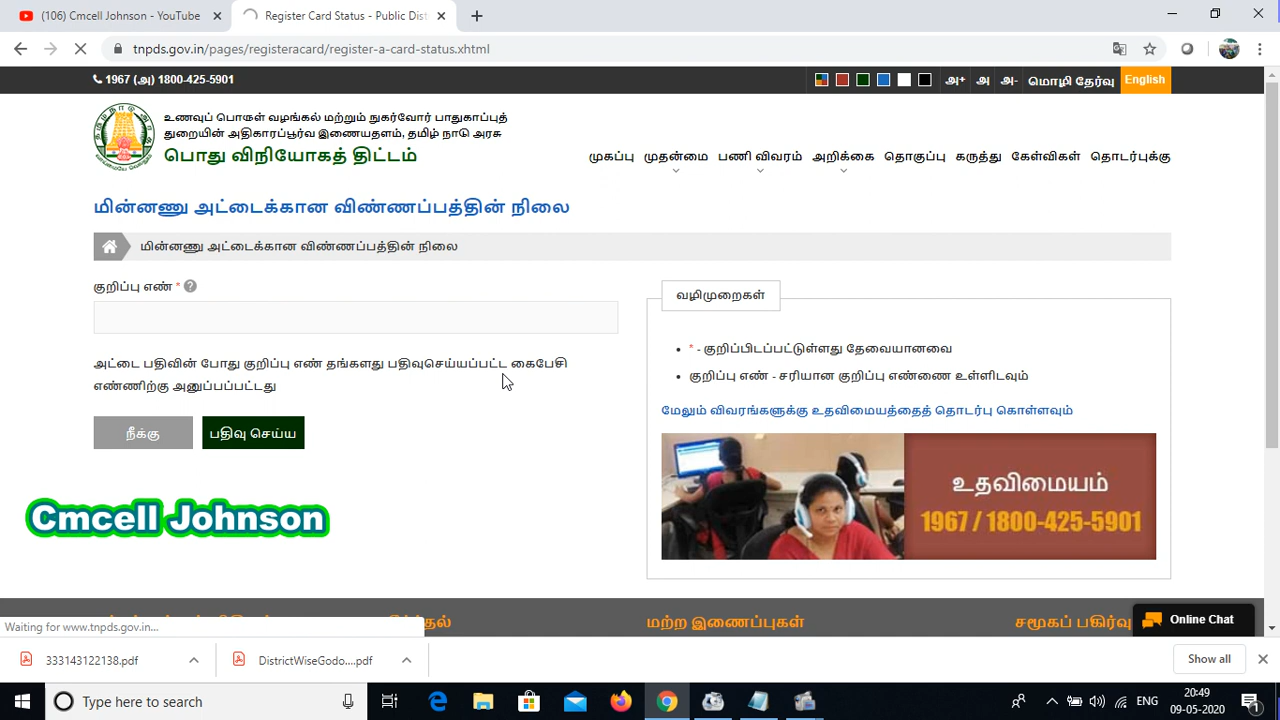 (106) Cmcell Johnson - YouTube
Register Card Status - Public Dist
tnpds.gov.in/pages/registeracard/register-a-card-status.xhtml
1967 (அ) 1800-425-5901
அ+ அ அ- மொழி தேர்வு English
உணவுப் பொருள் வழங்கல் மற்றும் நுகர்வோர் பாதுகாப்புத்
துறையின் அதிகாரப்பூர்வ இணையதளம், தமிழ் நாடு அரசு
பொது விநியோகத் திட்டம்
முகப்பு முதன்மை பணி விவரம் அறிக்கை தொகுப்பு கருத்து கேள்விகள் தொடர்புக்கு
மின்னணு அட்டைக்கான விண்ணப்பத்தின் நிலை
மின்னணு அட்டைக்கான விண்ணப்பத்தின் நிலை
குறிப்பு எண் * ?
அட்டை பதிவின் போது குறிப்பு எண் தங்களது பதிவுசெய்யப்பட்ட கைபேசி
எண்ணிற்கு அனுப்பப்பட்டது
நீக்கு பதிவு செய்ய
வழிமுறைகள்
* - குறிப்பிடப்பட்டுள்ளது தேவையானவை
குறிப்பு எண் - சரியான குறிப்பு எண்ணை உள்ளிடவும்
மேலும் விவரங்களுக்கு உதவிமையத்தைத் தொடர்பு கொள்ளவும்
உதவிமையம்
1967 / 1800-425-5901
Cmcell Johnson
மற்ற இணைப்புகள்
சமூகப் பகிர்வு
Online Chat
Waiting for www.tnpds.gov.in...
333143122138.pdf
DistrictWiseGodo....pdf
Show all
Type here to search
ENG
20:49
09-05-2020
1